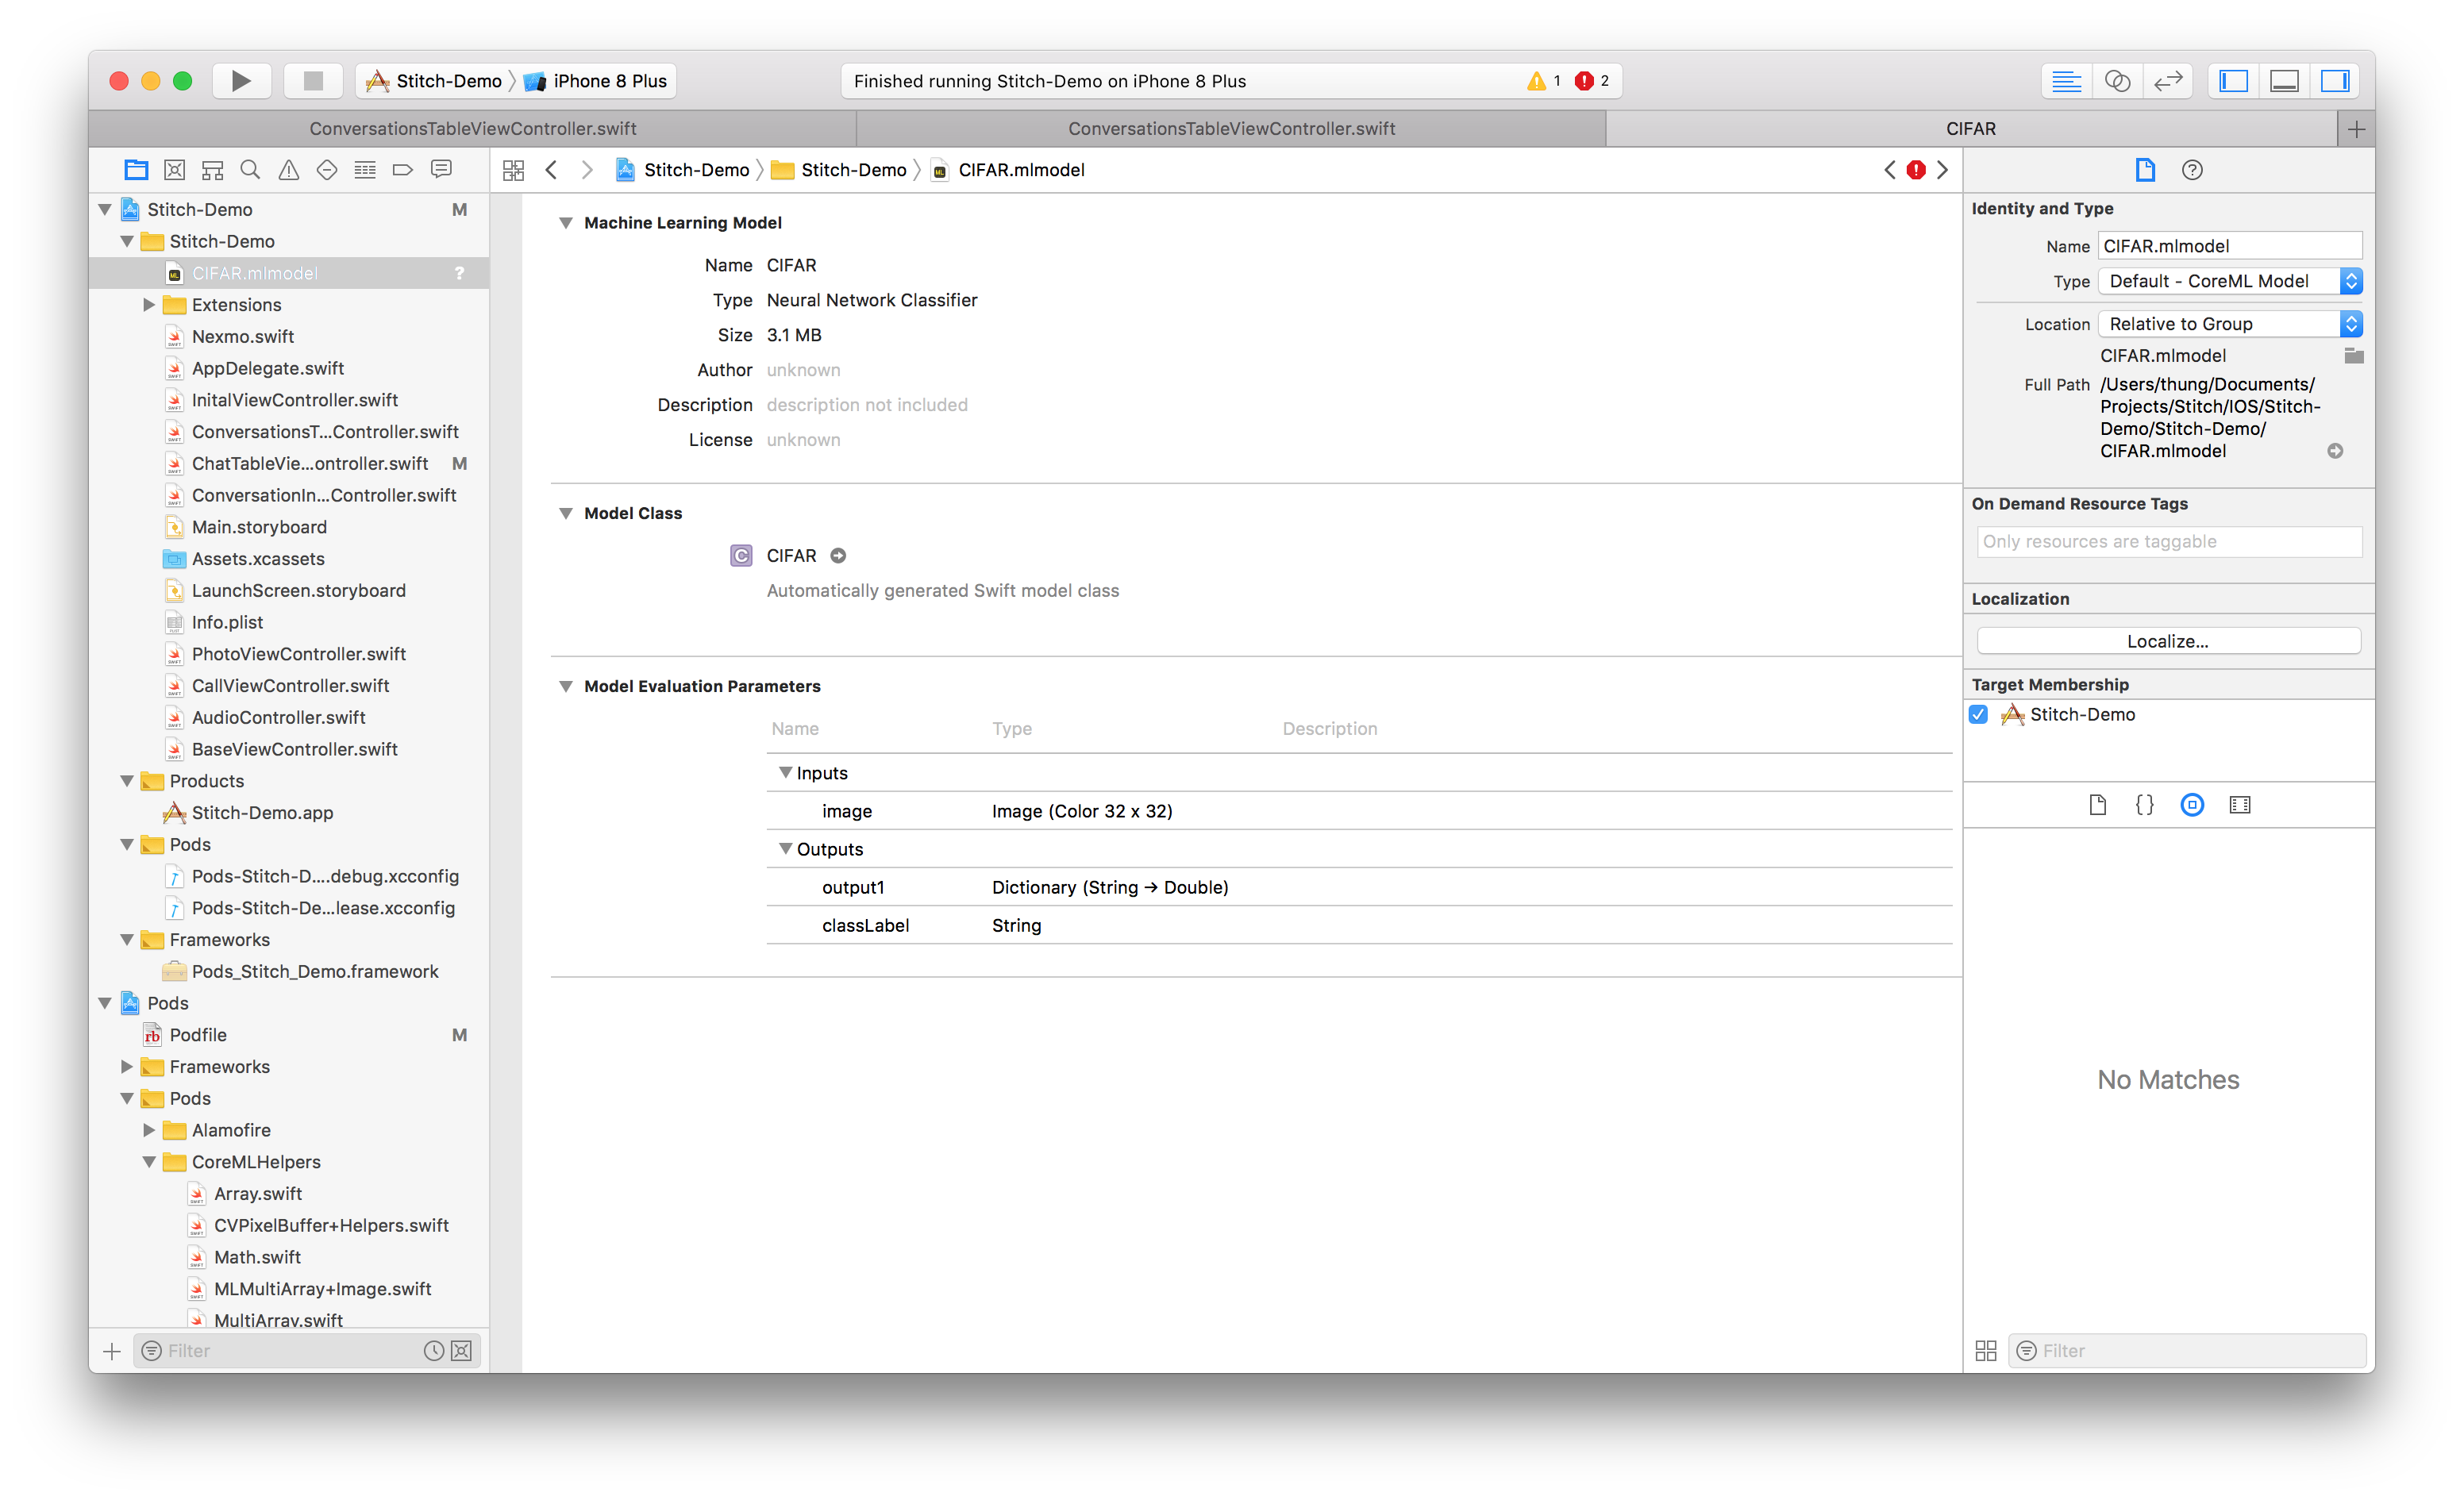 Stitch-Demo
iPhone 8 Plus
Finished running Stitch-Demo on iPhone 8 Plus
1
2
ConversationsTableViewController.swift
ConversationsTableViewController.swift
CIFAR
Stitch-Demo
Stitch-Demo
CIFAR.mlmodel
Stitch-Demo M
Stitch-Demo
CIFAR.mlmodel ?
Extensions
Nexmo.swift
AppDelegate.swift
InitalViewController.swift
ConversationsT...Controller.swift
ChatTableVie...ontroller.swift M
ConversationIn...Controller.swift
Main.storyboard
Assets.xcassets
LaunchScreen.storyboard
Info.plist
PhotoViewController.swift
CallViewController.swift
AudioController.swift
BaseViewController.swift
Products
Stitch-Demo.app
Pods
Pods-Stitch-D....debug.xcconfig
Pods-Stitch-De...lease.xcconfig
Frameworks
Pods_Stitch_Demo.framework
Pods
Podfile M
Frameworks
Pods
Alamofire
CoreMLHelpers
Array.swift
CVPixelBuffer+Helpers.swift
Math.swift
MLMultiArray+Image.swift
MultiArray.swift
Filter
Machine Learning Model
Name CIFAR
Type Neural Network Classifier
Size 3.1 MB
Author unknown
Description description not included
License unknown
Model Class
C CIFAR
Automatically generated Swift model class
Model Evaluation Parameters
Name Type Description
Inputs
image Image (Color 32 x 32)
Outputs
output1 Dictionary (String → Double)
classLabel String
Identity and Type
Name CIFAR.mlmodel
Type Default - CoreML Model
Location Relative to Group
CIFAR.mlmodel
Full Path /Users/thung/Documents/
Projects/Stitch/IOS/Stitch-
Demo/Stitch-Demo/
CIFAR.mlmodel
On Demand Resource Tags
Only resources are taggable
Localization
Localize...
Target Membership
Stitch-Demo
{}
No Matches
Filter